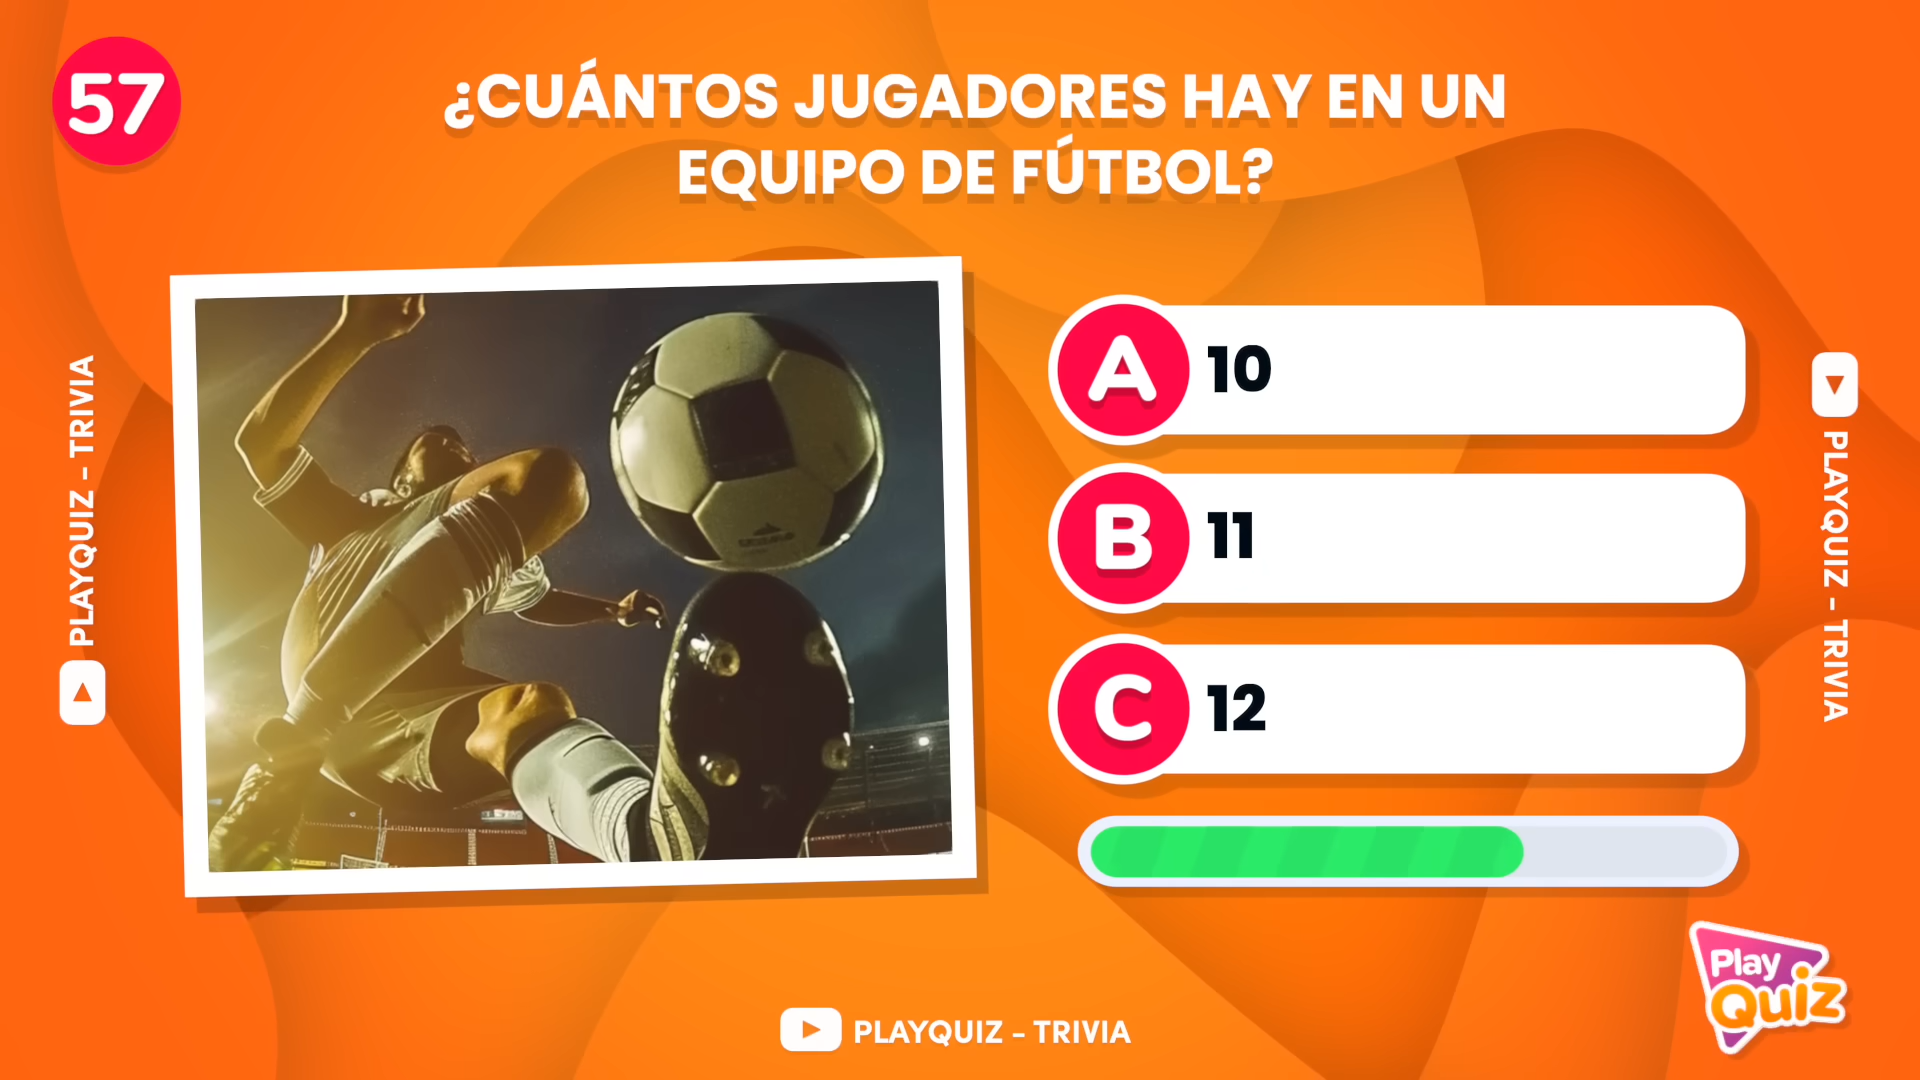 57
¿CUÁNTOS JUGADORES HAY EN UN
EQUIPO DE FÚTBOL?
A 10
B 11
C 12
PLAYQUIZ - TRIVIA
PLAYQUIZ - TRIVIA
PLAYQUIZ - TRIVIA
Play
Quiz